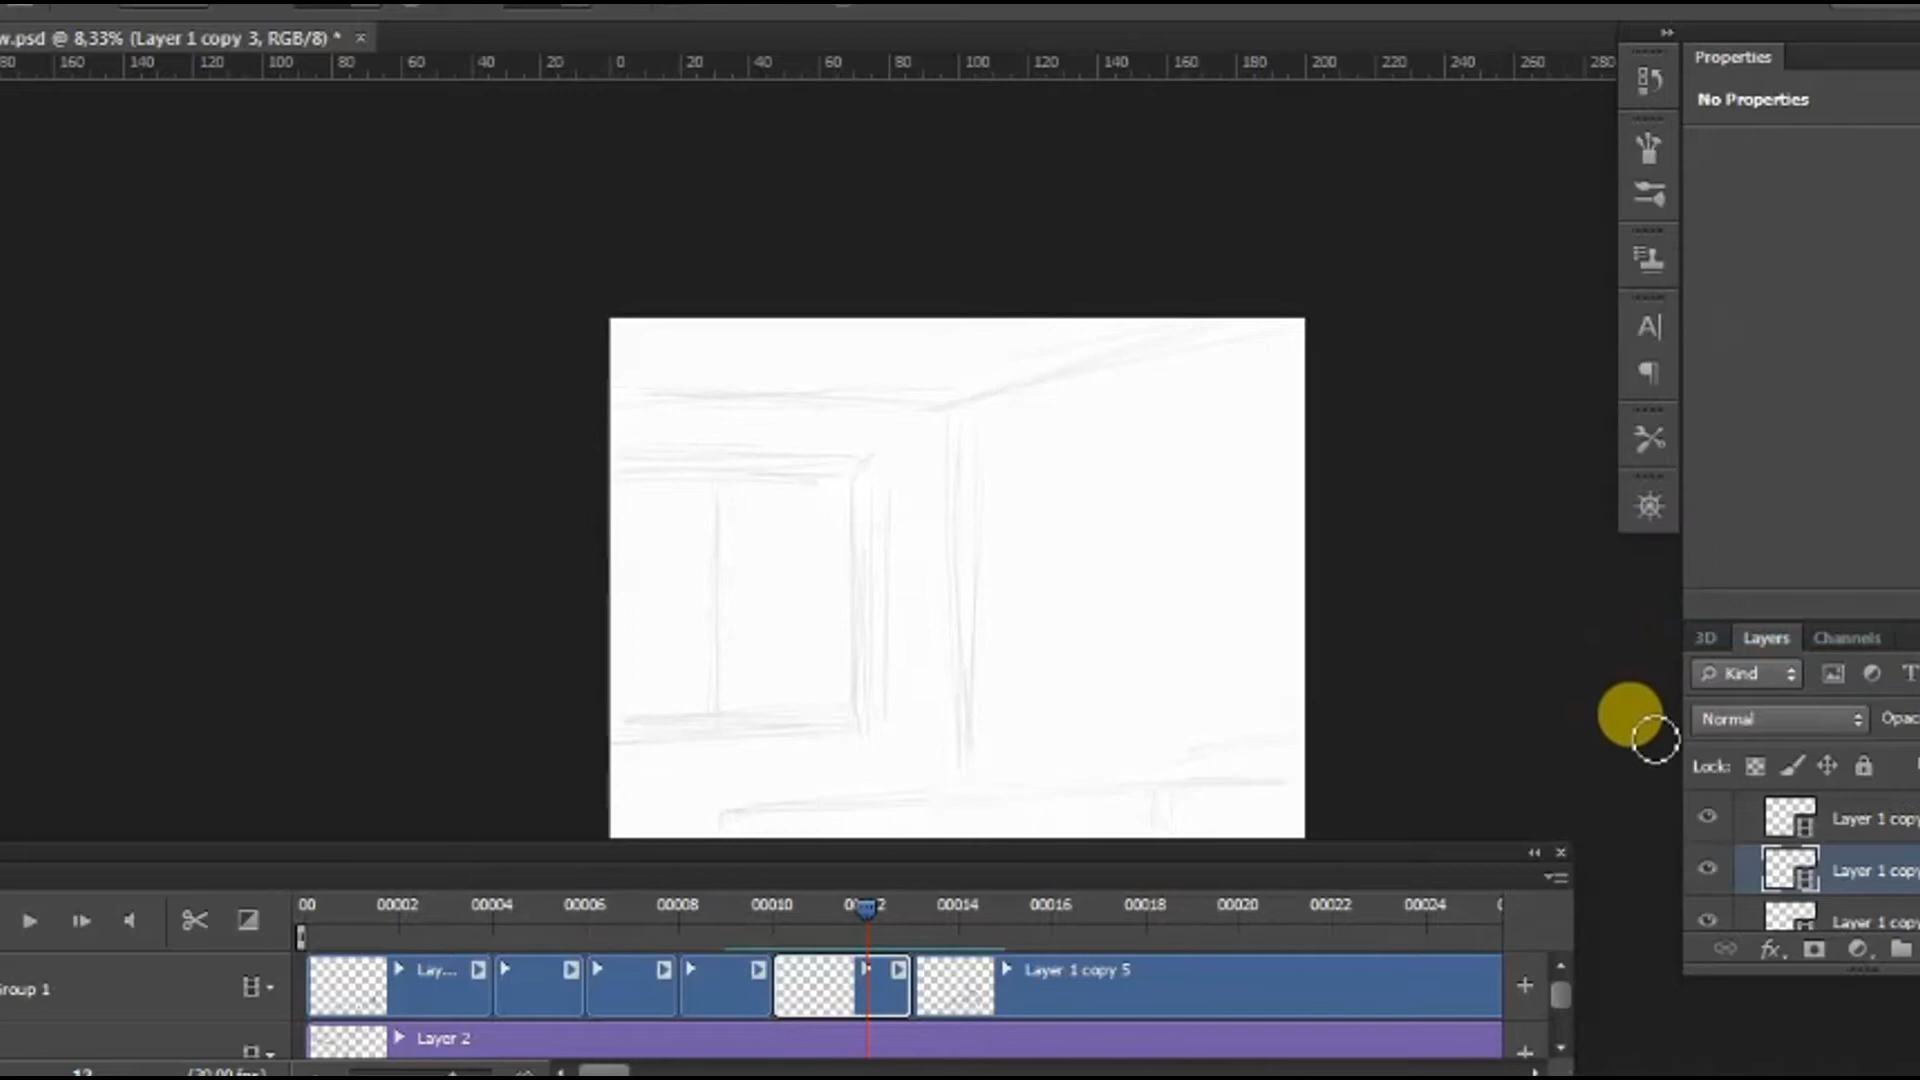 w.psd @ 8,33% (Layer 1 copy 3, RGB/8) *
80 160 140 120 100 80 60 40 20 0 20 40 60 80 100 120 140 160 180 200 220 240 260 280
Properties
No Properties
3D Layers Channels
Kind
Normal Opac
Lock:
Layer 1 copy
Layer 1 copy
Layer 1 copy
fx
00 00002 00004 00006 00008 00010 00014 00016 00018 00020 00022 00024
Lay...
Layer 1 copy 5
roup 1
Layer 2